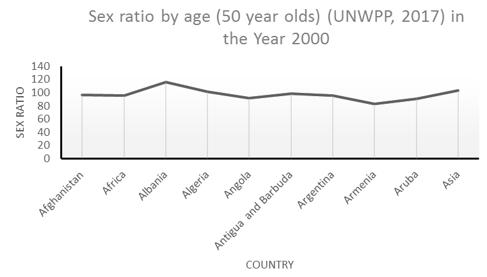 Sex ratio by age (50 year olds) (UNWPP, 2017) in
the Year 2000
140
120
100
80
60
40
20
0
SEX RATIO
Afghanistan
Africa
Albania
Algeria
Angola
Antigua and Barbuda
Argentina
Armenia
Aruba
Asia
COUNTRY